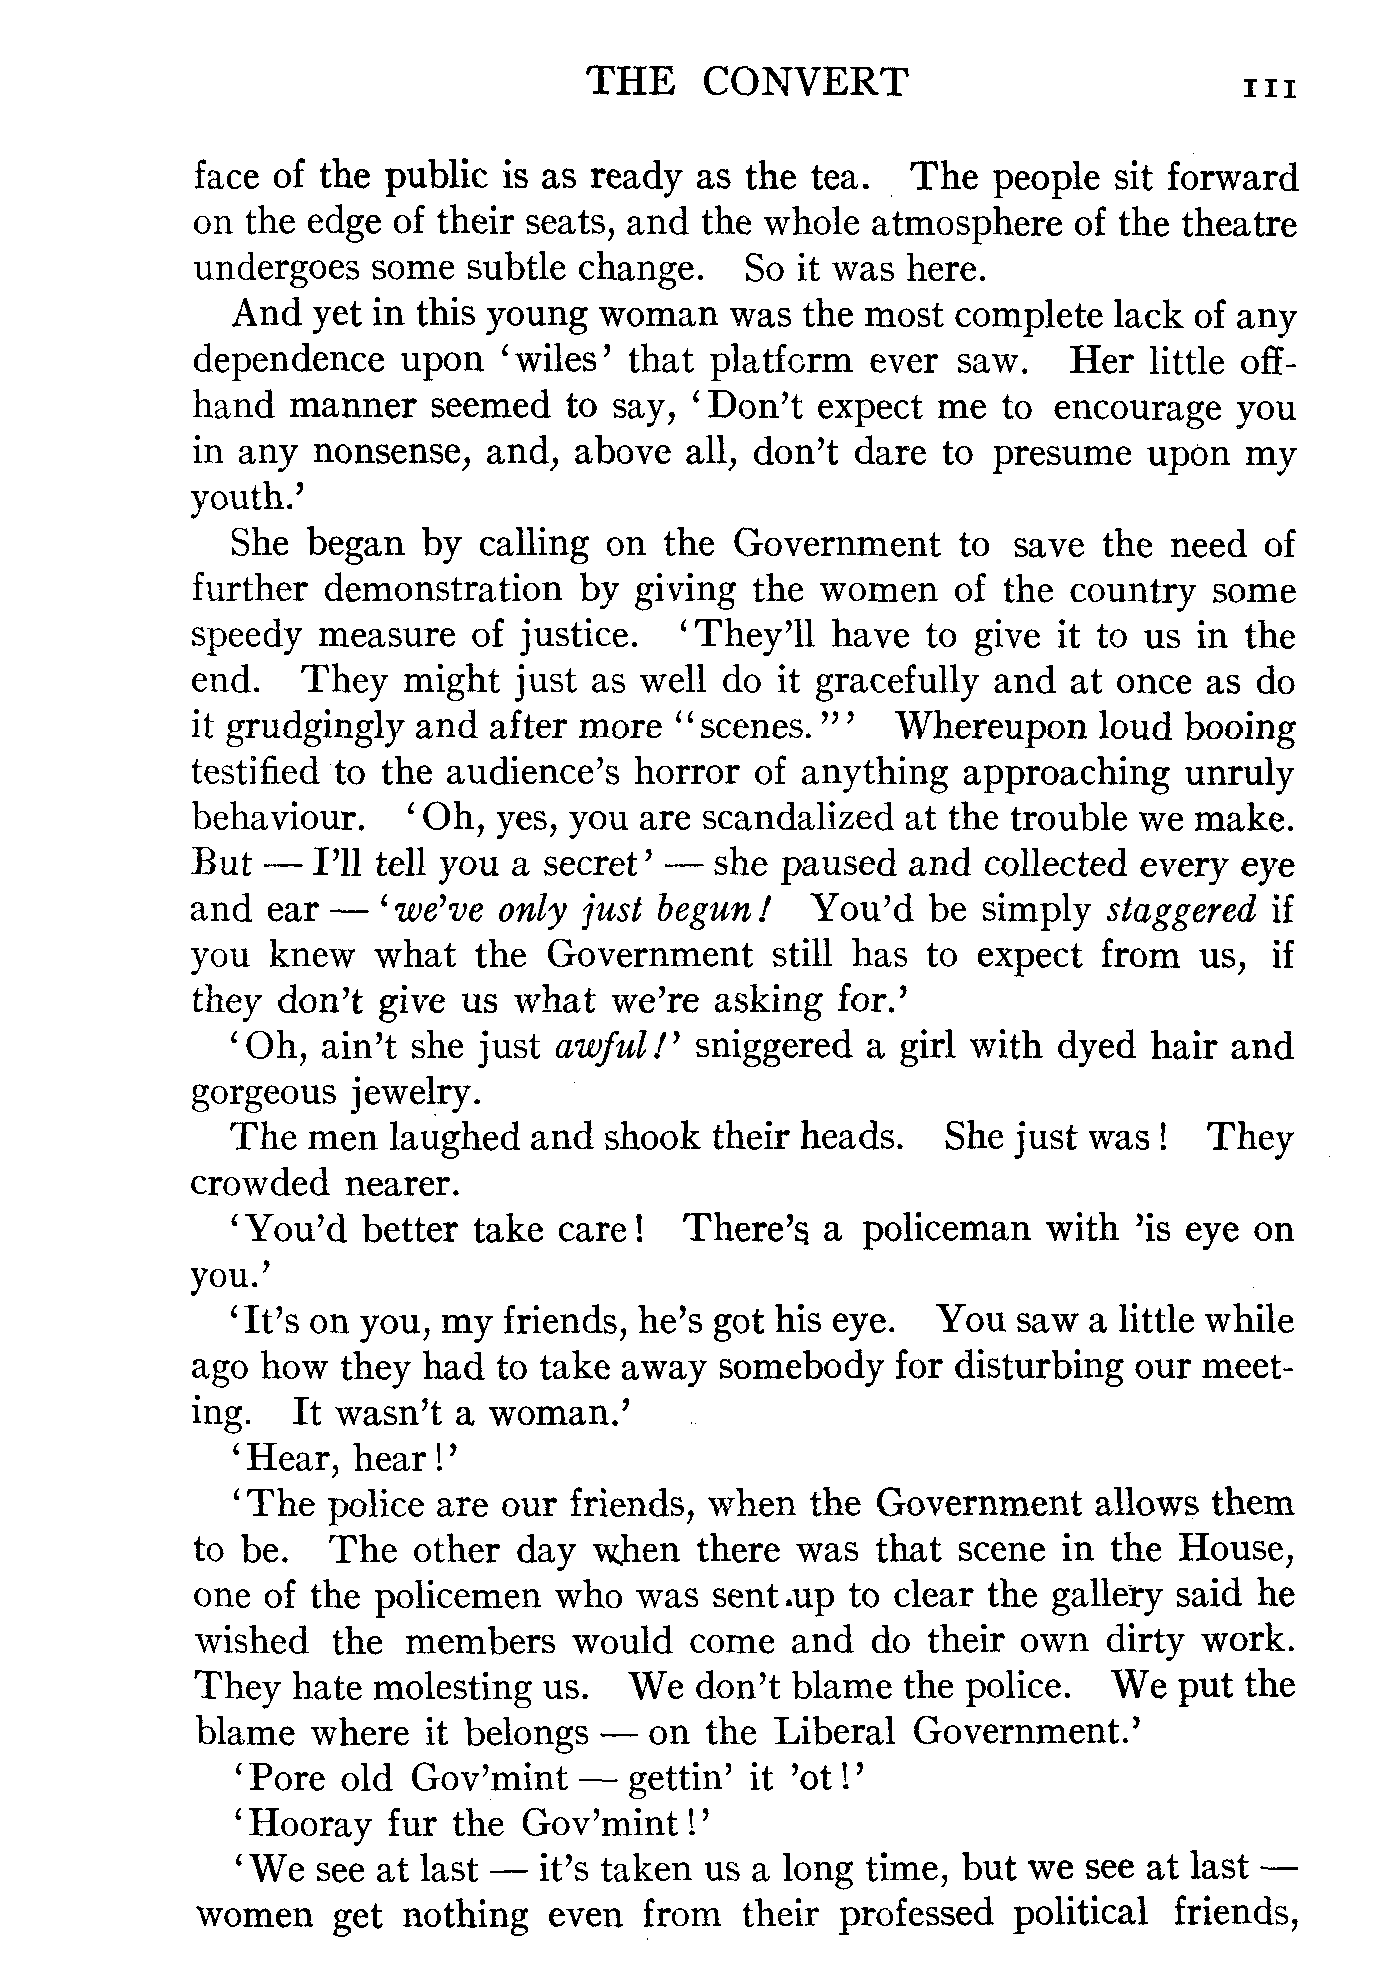 THE CONVERT 111
face of the public is as ready as the tea. The people sit forward
on the edge of their seats, and the whole atmosphere of the theatre
undergoes some subtle change. So it was here.
And yet in this young woman was the most complete lack of any
dependence upon ‘wiles’ that platform ever saw. Her little off-
hand manner seemed to say, ‘Don’t expect me to encourage you
in any nonsense, and, above all, don’t dare to presume upon my
youth.’
She began by calling on the Government to save the need of
further demonstration by giving the women of the country some
speedy measure of justice. ‘They’ll have to give it to us in the
end. They might just as well do it gracefully and at once as do
it grudgingly and after more “scenes.”’ Whereupon loud booing
testified to the audience’s horror of anything approaching unruly
behaviour. ‘Oh, yes, you are scandalized at the trouble we make.
But — I’ll tell you a secret’ — she paused and collected every eye
and ear — ‘we’ve only just begun! You’d be simply staggered if
you knew what the Government still has to expect from us, if
they don’t give us what we’re asking for.’
‘Oh, ain’t she just awful!’ sniggered a girl with dyed hair and
gorgeous jewelry.
The men laughed and shook their heads. She just was! They
crowded nearer.
‘You’d better take care! There’s a policeman with ’is eye on
you.’
‘It’s on you, my friends, he’s got his eye. You saw a little while
ago how they had to take away somebody for disturbing our meet-
ing. It wasn’t a woman.’
‘Hear, hear!’
‘The police are our friends, when the Government allows them
to be. The other day when there was that scene in the House,
one of the policemen who was sent up to clear the gallery said he
wished the members would come and do their own dirty work.
They hate molesting us. We don’t blame the police. We put the
blame where it belongs — on the Liberal Government.’
‘Pore old Gov’mint — gettin’ it ’ot!’
‘Hooray fur the Gov’mint!’
‘We see at last — it’s taken us a long time, but we see at last —
women get nothing even from their professed political friends,